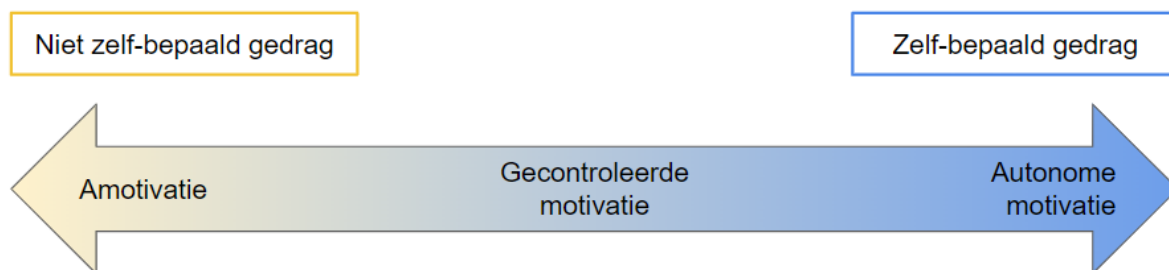 Niet zelf-bepaald gedrag
Zelf-bepaald gedrag
Amotivatie
Gecontroleerde
motivatie
Autonome
motivatie